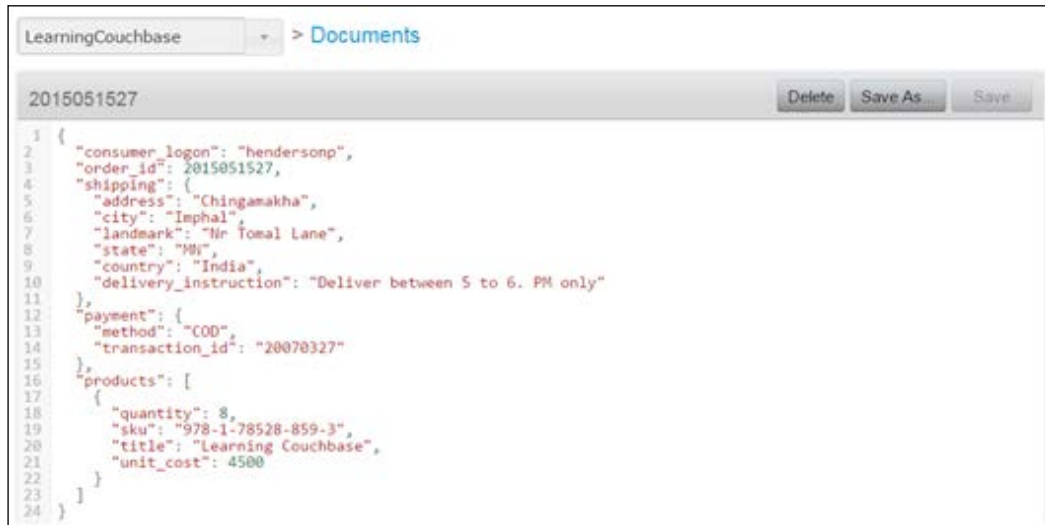 LearningCouchbase > Documents
2015051527 Delete Save As... Save
1 {
2 "consumer_logon": "hendersonp",
3 "order_id": 2015051527,
4 "shipping": {
5 "address": "Chingamakha",
6 "city": "Imphal",
7 "landmark": "Nr Tomal Lane",
8 "state": "MN",
9 "country": "India",
10 "delivery_instruction": "Deliver between 5 to 6. PM only"
11 },
12 "payment": {
13 "method": "COD",
14 "transaction_id": "20070327"
15 },
16 "products": [
17 {
18 "quantity": 8,
19 "sku": "978-1-78528-859-3",
20 "title": "Learning Couchbase",
21 "unit_cost": 4500
22 }
23 ]
24 }